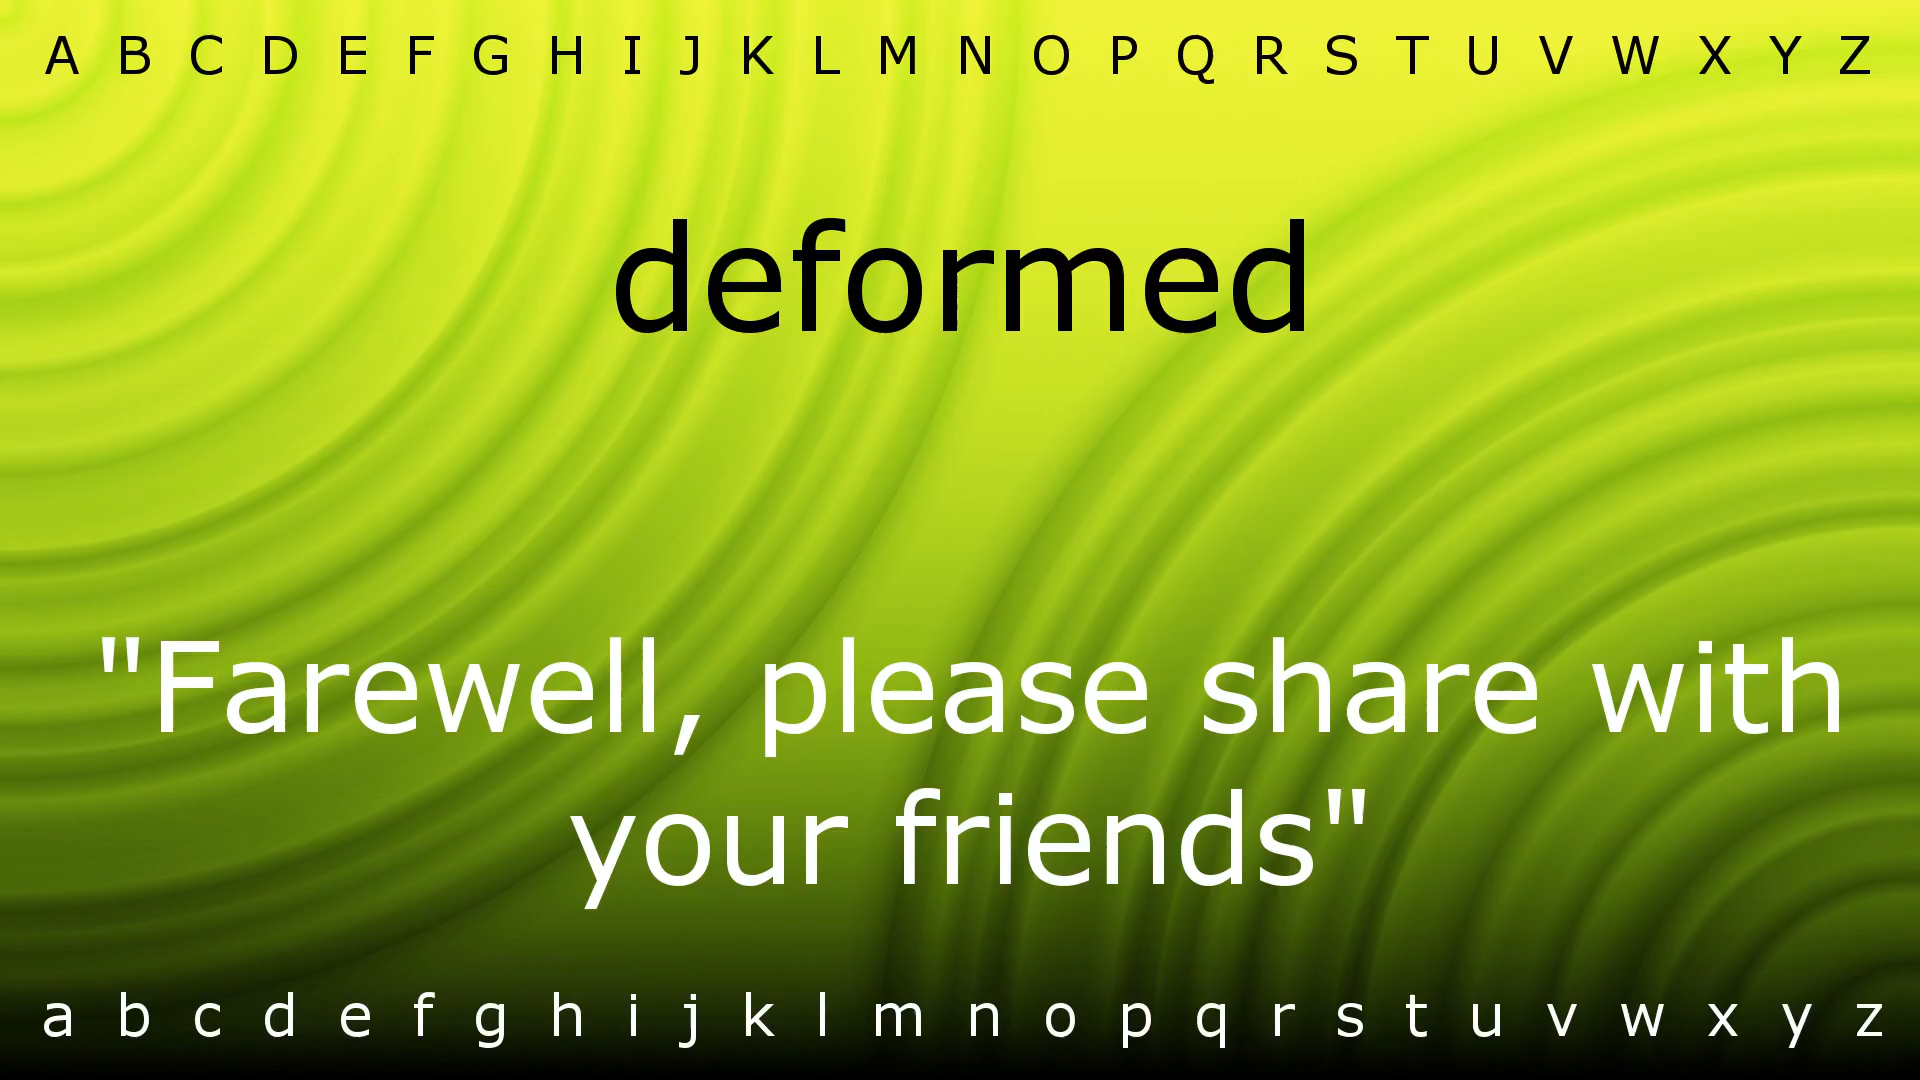 A B C D E F G H I J K L M N O P Q R S T U V W X Y Z
deformed
"Farewell, please share with
your friends"
a b c d e f g h i j k l m n o p q r s t u v w x y z